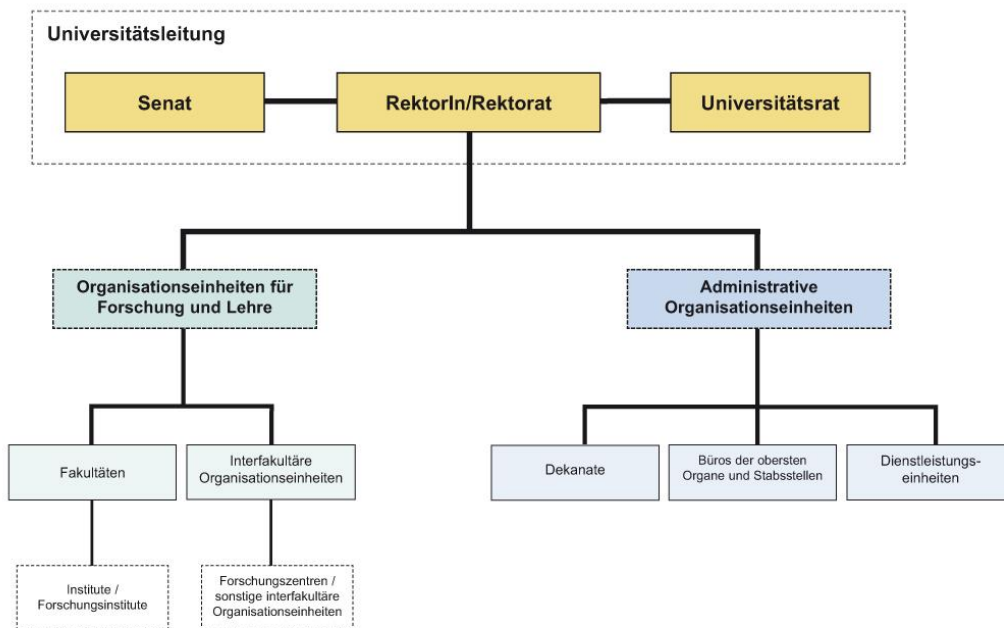 Universitätsleitung
Senat
RektorIn/Rektorat
Universitätsrat
Organisationseinheiten für
Forschung und Lehre
Administrative
Organisationseinheiten
Fakultäten
Interfakultäre
Organisationseinheiten
Dekanate
Büros der obersten
Organe und Stabsstellen
Dienstleistungs-
einheiten
Institute /
Forschungsinstitute
Forschungszentren /
sonstige interfakultäre
Organisationseinheiten